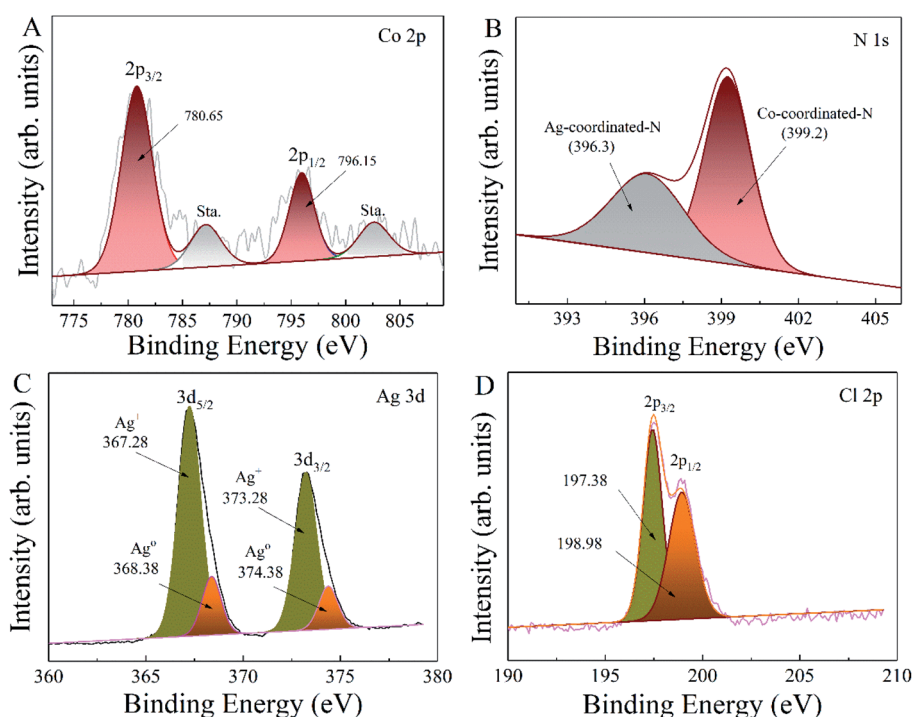 A
Co 2p
2p3/2
780.65
2p1/2
796.15
Sta.
Sta.
Intensity (arb. units)
775 780 785 790 795 800 805
Binding Energy (eV)
B
N 1s
Ag-coordinated-N
(396.3)
Co-coordinated-N
(399.2)
Intensity (arb. units)
393 396 399 402 405
Binding Energy (eV)
C
Ag 3d
3d5/2
Ag+
367.28
3d3/2
Ag+
373.28
Ag0
368.38
Ag0
374.38
Intensity (arb. units)
360 365 370 375 380
Binding Energy (eV)
D
Cl 2p
2p3/2
2p1/2
197.38
198.98
Intensity (arb. units)
190 195 200 205 210
Binding Energy (eV)